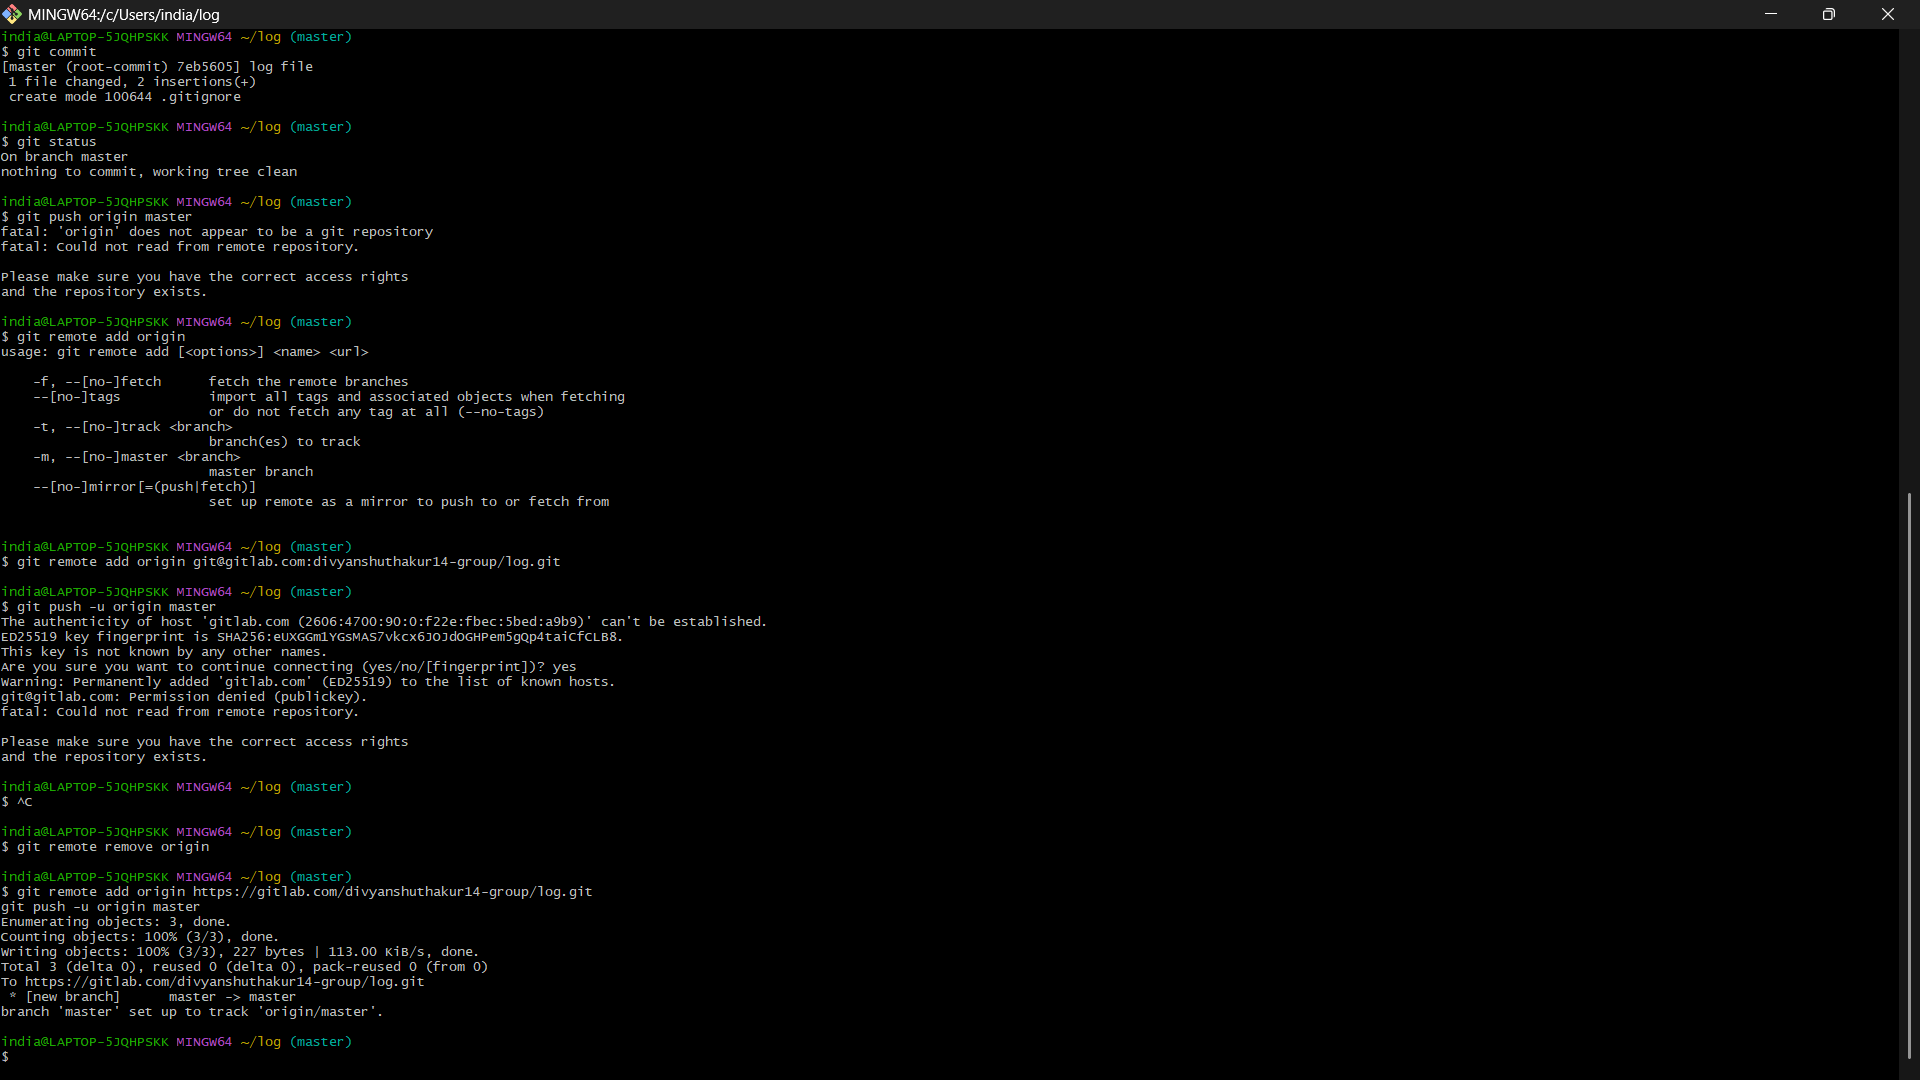 MINGW64:/c/Users/india/log
india@LAPTOP-5JQHPSKK MINGW64 ~/log (master)
$ git commit
[master (root-commit) 7eb5605] log file
 1 file changed, 2 insertions(+)
 create mode 100644 .gitignore

india@LAPTOP-5JQHPSKK MINGW64 ~/log (master)
$ git status
On branch master
nothing to commit, working tree clean

india@LAPTOP-5JQHPSKK MINGW64 ~/log (master)
$ git push origin master
fatal: 'origin' does not appear to be a git repository
fatal: Could not read from remote repository.

Please make sure you have the correct access rights
and the repository exists.

india@LAPTOP-5JQHPSKK MINGW64 ~/log (master)
$ git remote add origin
usage: git remote add [<options>] <name> <url>

    -f, --[no-]fetch      fetch the remote branches
    --[no-]tags           import all tags and associated objects when fetching
                          or do not fetch any tag at all (--no-tags)
    -t, --[no-]track <branch>
                          branch(es) to track
    -m, --[no-]master <branch>
                          master branch
    --[no-]mirror[=(push|fetch)]
                          set up remote as a mirror to push to or fetch from

india@LAPTOP-5JQHPSKK MINGW64 ~/log (master)
$ git remote add origin git@gitlab.com:divyanshuthakur14-group/log.git

india@LAPTOP-5JQHPSKK MINGW64 ~/log (master)
$ git push -u origin master
The authenticity of host 'gitlab.com (2606:4700:90:0:f22e:fbec:5bed:a9b9)' can't be established.
ED25519 key fingerprint is SHA256:eUXGGm1YGsMAS7vkcx6JOJdOGHPem5gQp4taiCfCLB8.
This key is not known by any other names.
Are you sure you want to continue connecting (yes/no/[fingerprint])? yes
Warning: Permanently added 'gitlab.com' (ED25519) to the list of known hosts.
git@gitlab.com: Permission denied (publickey).
fatal: Could not read from remote repository.

Please make sure you have the correct access rights
and the repository exists.

india@LAPTOP-5JQHPSKK MINGW64 ~/log (master)
$ ^C

india@LAPTOP-5JQHPSKK MINGW64 ~/log (master)
$ git remote remove origin

india@LAPTOP-5JQHPSKK MINGW64 ~/log (master)
$ git remote add origin https://gitlab.com/divyanshuthakur14-group/log.git
git push -u origin master
Enumerating objects: 3, done.
Counting objects: 100% (3/3), done.
Writing objects: 100% (3/3), 227 bytes | 113.00 KiB/s, done.
Total 3 (delta 0), reused 0 (delta 0), pack-reused 0 (from 0)
To https://gitlab.com/divyanshuthakur14-group/log.git
 * [new branch]      master -> master
branch 'master' set up to track 'origin/master'.

india@LAPTOP-5JQHPSKK MINGW64 ~/log (master)
$